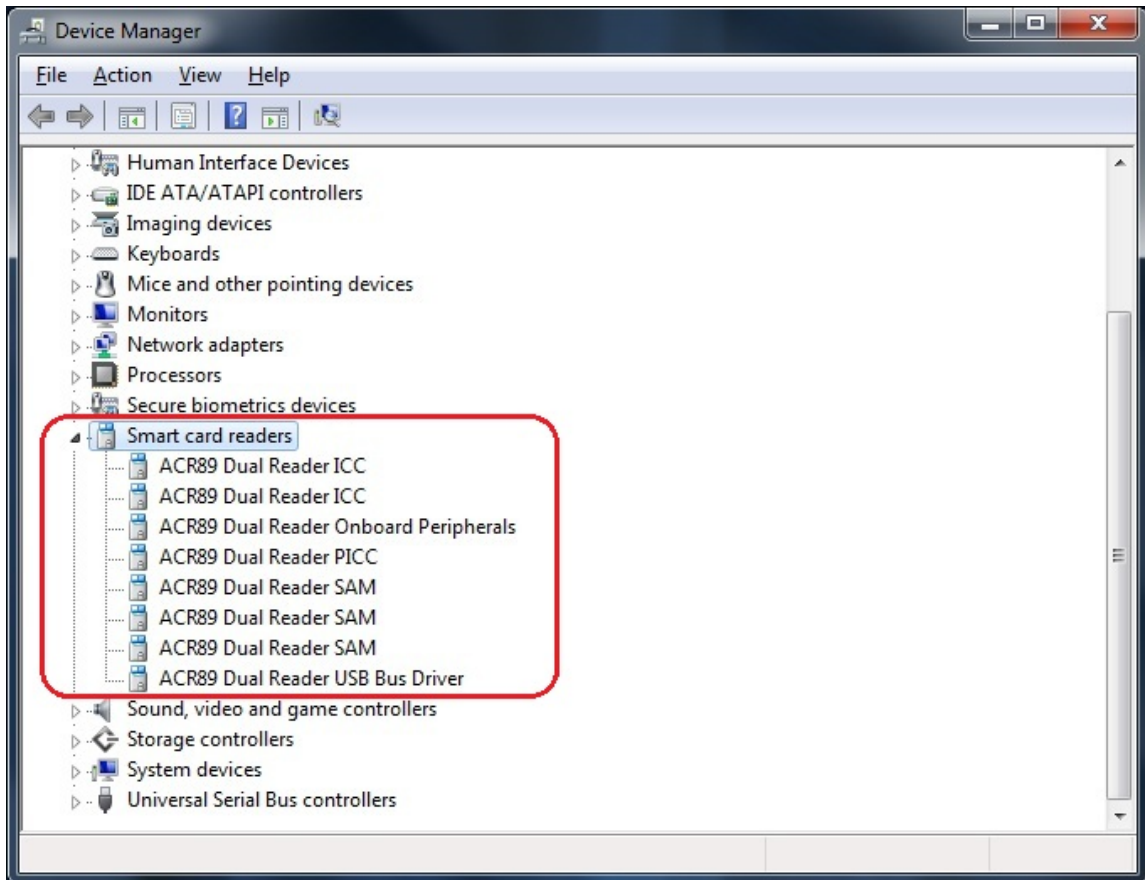 Device Manager
File Action View Help
Human Interface Devices
IDE ATA/ATAPI controllers
Imaging devices
Keyboards
Mice and other pointing devices
Monitors
Network adapters
Processors
Secure biometrics devices
Smart card readers
ACR89 Dual Reader ICC
ACR89 Dual Reader ICC
ACR89 Dual Reader Onboard Peripherals
ACR89 Dual Reader PICC
ACR89 Dual Reader SAM
ACR89 Dual Reader SAM
ACR89 Dual Reader SAM
ACR89 Dual Reader USB Bus Driver
Sound, video and game controllers
Storage controllers
System devices
Universal Serial Bus controllers